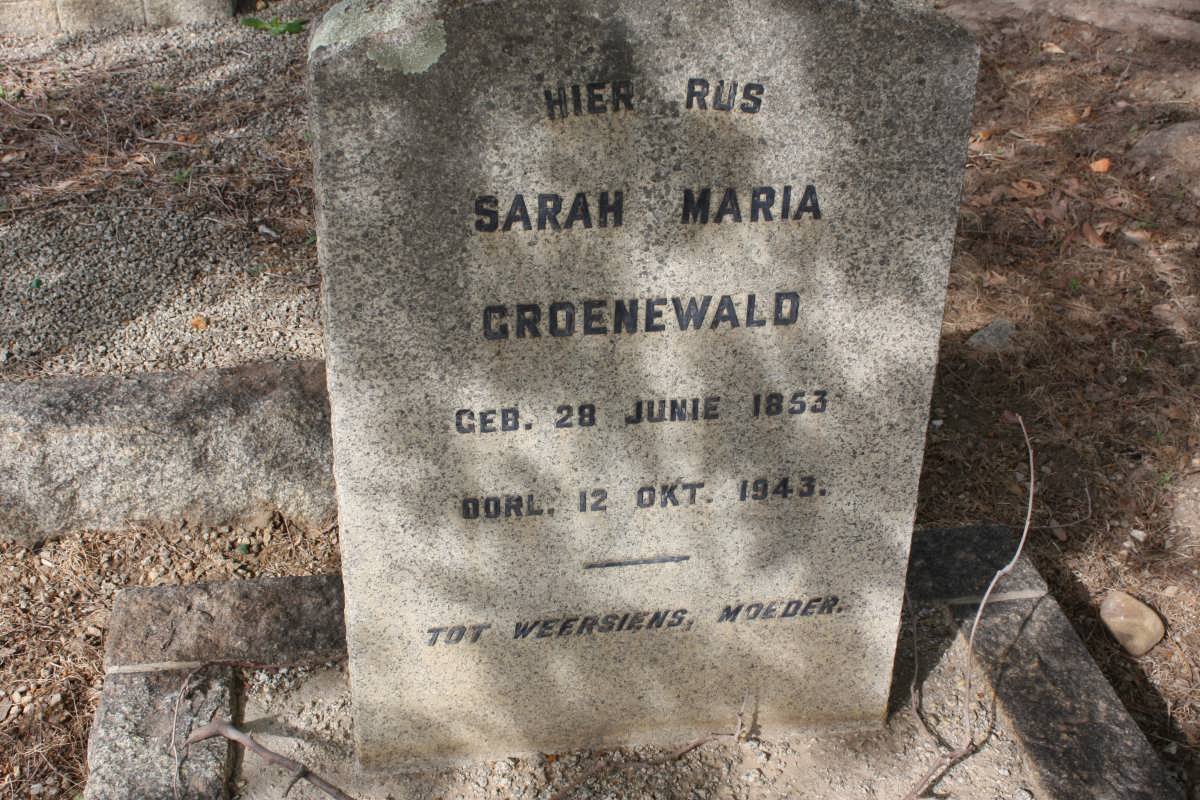 HIER RUS
SARAH MARIA
GROENEWALD
GEB. 28 JUNIE 1853
OORL. 12 OKT. 1943.
TOT WEERSIENS, MOEDER.